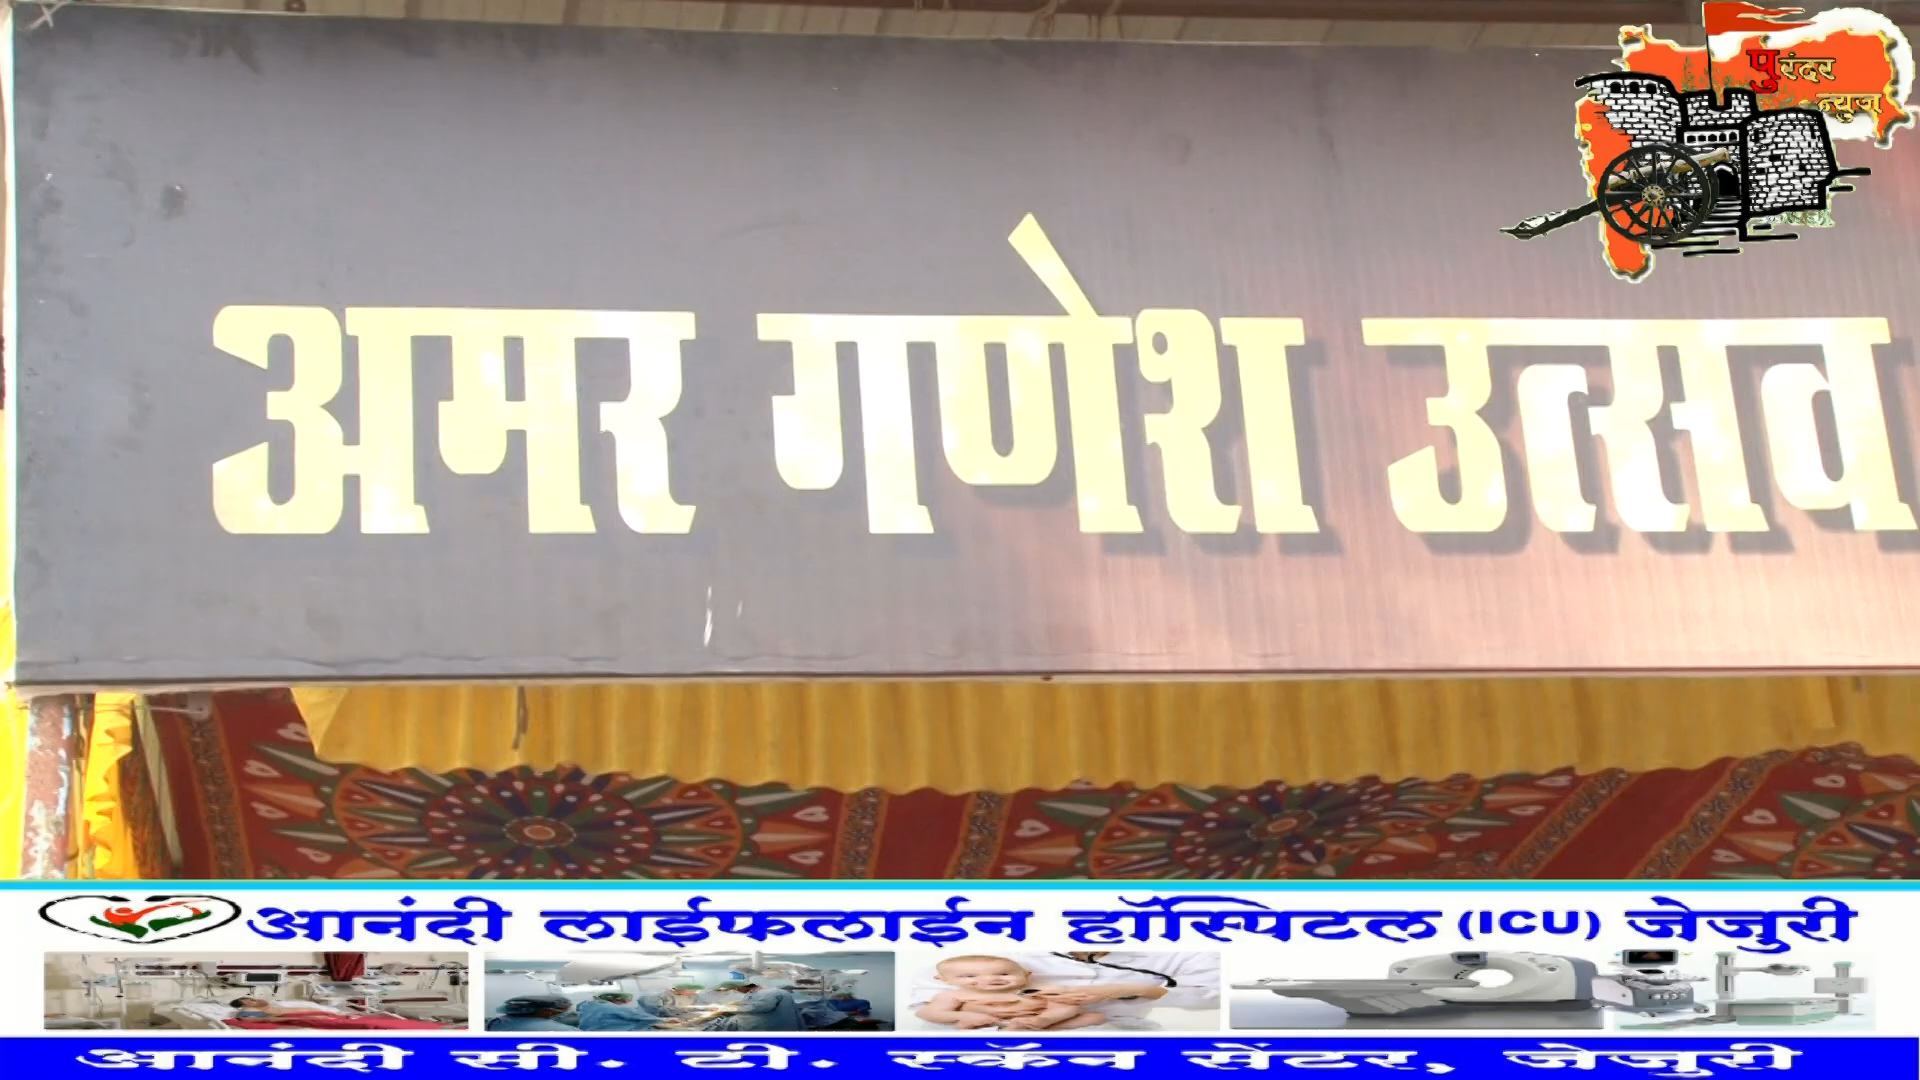 पुरंदर
न्युज
अमर गणेश उत्सव
आनंदी लाईफलाईन हॉस्पिटल (ICU) जेजुरी
आनंदी सी. टी. स्कॅन सेंटर, जेजुरी